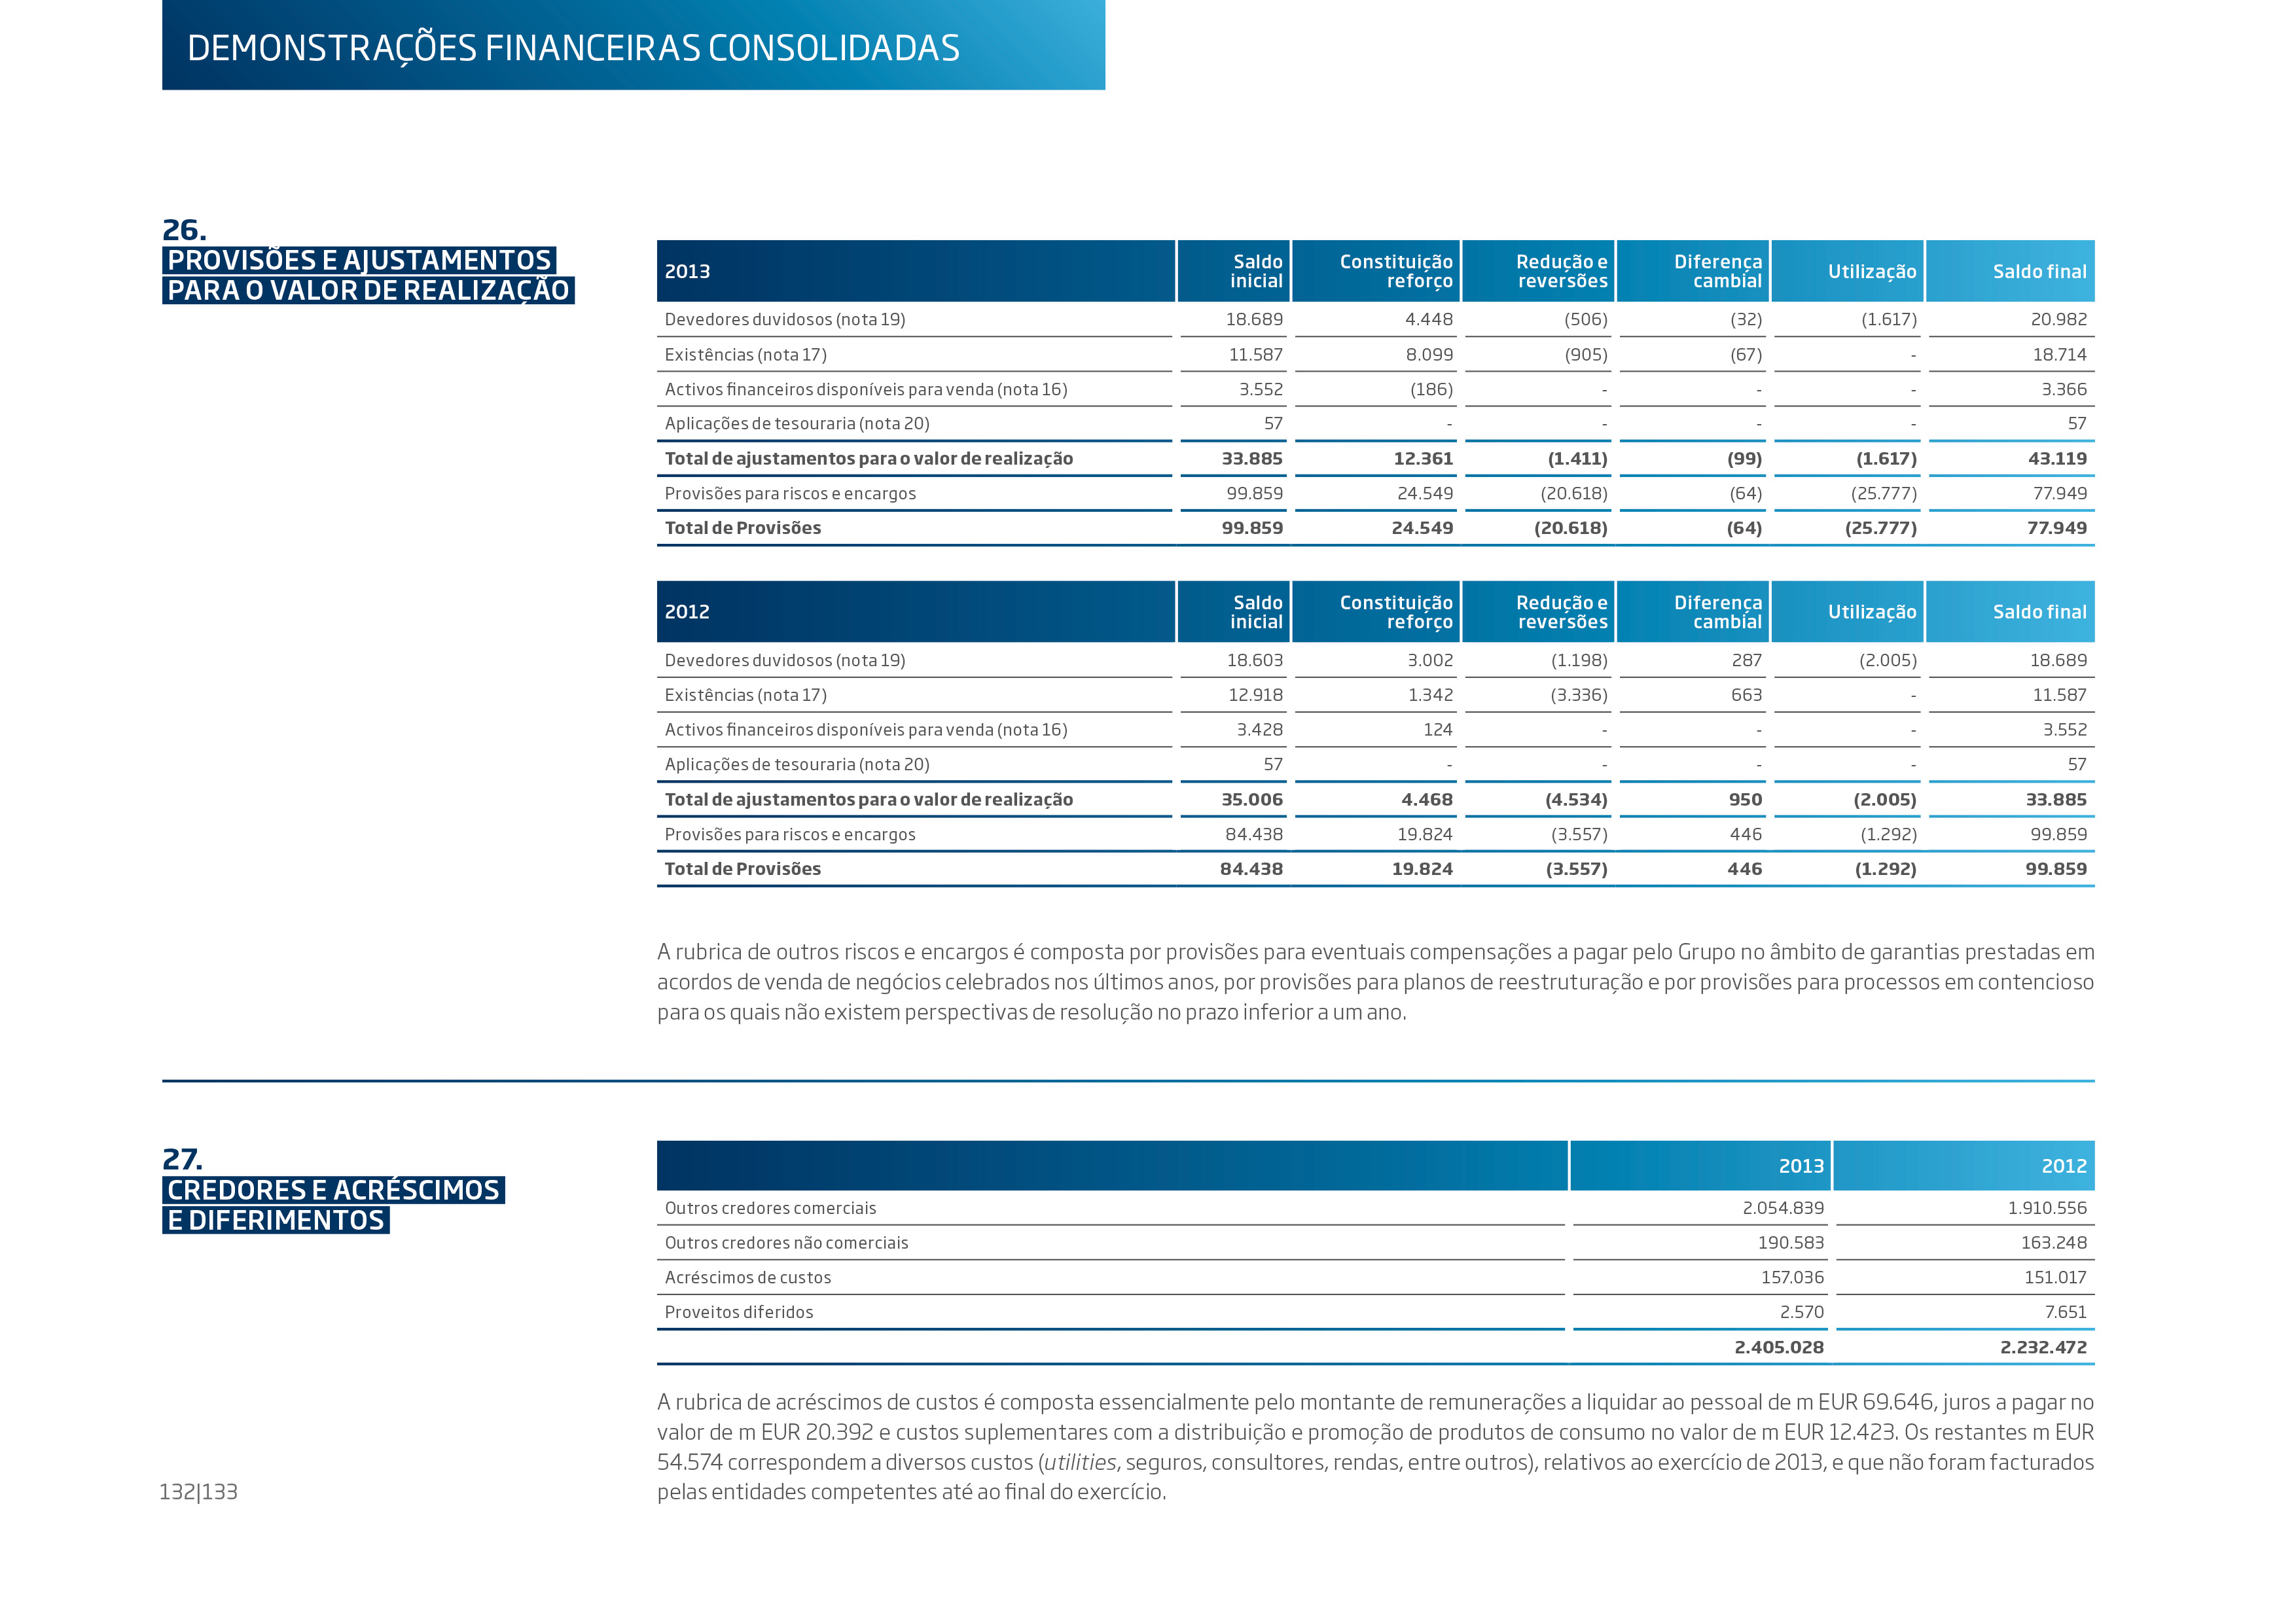 DEMONSTRAÇÕES FINANCEIRAS CONSOLIDADAS
26.
PROVISÕES E AJUSTAMENTOS
PARA O VALOR DE REALIZAÇÃO
2013 Saldo inicial Constituição reforço Redução e reversões Diferença cambial Utilização Saldo final
Devedores duvidosos (nota 19) 18.689 4.448 (506) (32) (1.617) 20.982
Existências (nota 17) 11.587 8.099 (905) (67) - 18.714
Activos financeiros disponíveis para venda (nota 16) 3.552 (186) - - - 3.366
Aplicações de tesouraria (nota 20) 57 - - - - 57
Total de ajustamentos para o valor de realização 33.885 12.361 (1.411) (99) (1.617) 43.119
Provisões para riscos e encargos 99.859 24.549 (20.618) (64) (25.777) 77.949
Total de Provisões 99.859 24.549 (20.618) (64) (25.777) 77.949
2012 Saldo inicial Constituição reforço Redução e reversões Diferença cambial Utilização Saldo final
Devedores duvidosos (nota 19) 18.603 3.002 (1.198) 287 (2.005) 18.689
Existências (nota 17) 12.918 1.342 (3.336) 663 - 11.587
Activos financeiros disponíveis para venda (nota 16) 3.428 124 - - - 3.552
Aplicações de tesouraria (nota 20) 57 - - - - 57
Total de ajustamentos para o valor de realização 35.006 4.468 (4.534) 950 (2.005) 33.885
Provisões para riscos e encargos 84.438 19.824 (3.557) 446 (1.292) 99.859
Total de Provisões 84.438 19.824 (3.557) 446 (1.292) 99.859
A rubrica de outros riscos e encargos é composta por provisões para eventuais compensações a pagar pelo Grupo no âmbito de garantias prestadas em
acordos de venda de negócios celebrados nos últimos anos, por provisões para planos de reestruturação e por provisões para processos em contencioso
para os quais não existem perspectivas de resolução no prazo inferior a um ano.
27.
CREDORES E ACRÉSCIMOS
E DIFERIMENTOS
2013 2012
Outros credores comerciais 2.054.839 1.910.556
Outros credores não comerciais 190.583 163.248
Acréscimos de custos 157.036 151.017
Proveitos diferidos 2.570 7.651
2.405.028 2.232.472
A rubrica de acréscimos de custos é composta essencialmente pelo montante de remunerações a liquidar ao pessoal de m EUR 69.646, juros a pagar no
valor de m EUR 20.392 e custos suplementares com a distribuição e promoção de produtos de consumo no valor de m EUR 12.423. Os restantes m EUR
54.574 correspondem a diversos custos (utilities, seguros, consultores, rendas, entre outros), relativos ao exercício de 2013, e que não foram facturados
pelas entidades competentes até ao final do exercício.
132|133